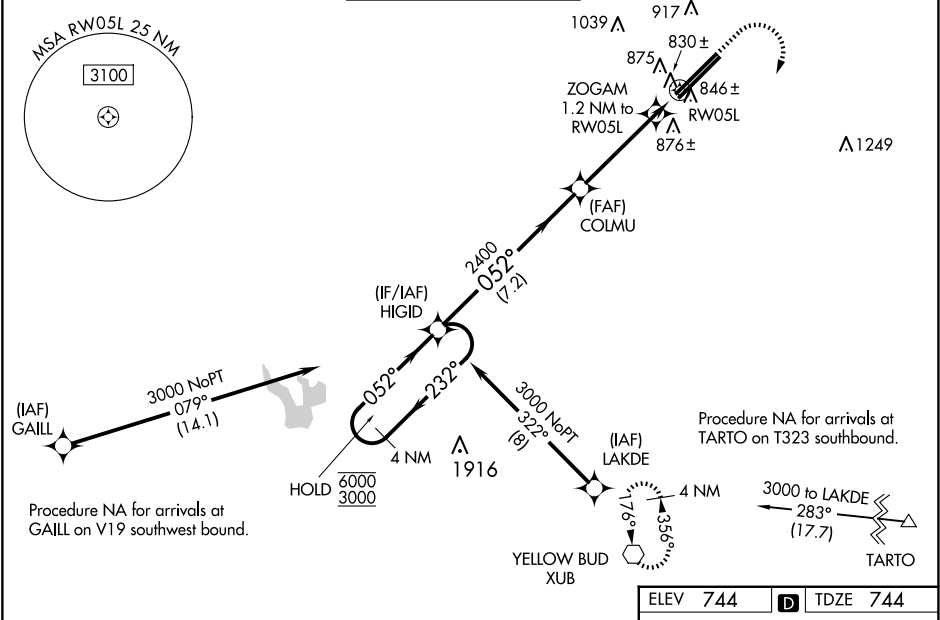 MSA RW05L 25 NM
3100
1039
917
830 ±
875
846 ±
ZOGAM
1.2 NM to
RW05L
RW05L
876 ±
1249
(FAF)
COLMU
2400
052°
(7.2)
(IF/IAF)
HIGID
052°
232°
3000 NoPT
079°
(14.1)
(IAF)
GAILL
3000 NoPT
322°
(8)
Procedure NA for arrivals at
TARTO on T323 southbound.
(IAF)
LAKDE
4 NM
1916
HOLD
6000
3000
4 NM
176°
356°
3000 to LAKDE
283°
(17.7)
TARTO
Procedure NA for arrivals at
GAILL on V19 southwest bound.
YELLOW BUD
XUB
ELEV 744 D TDZE 744